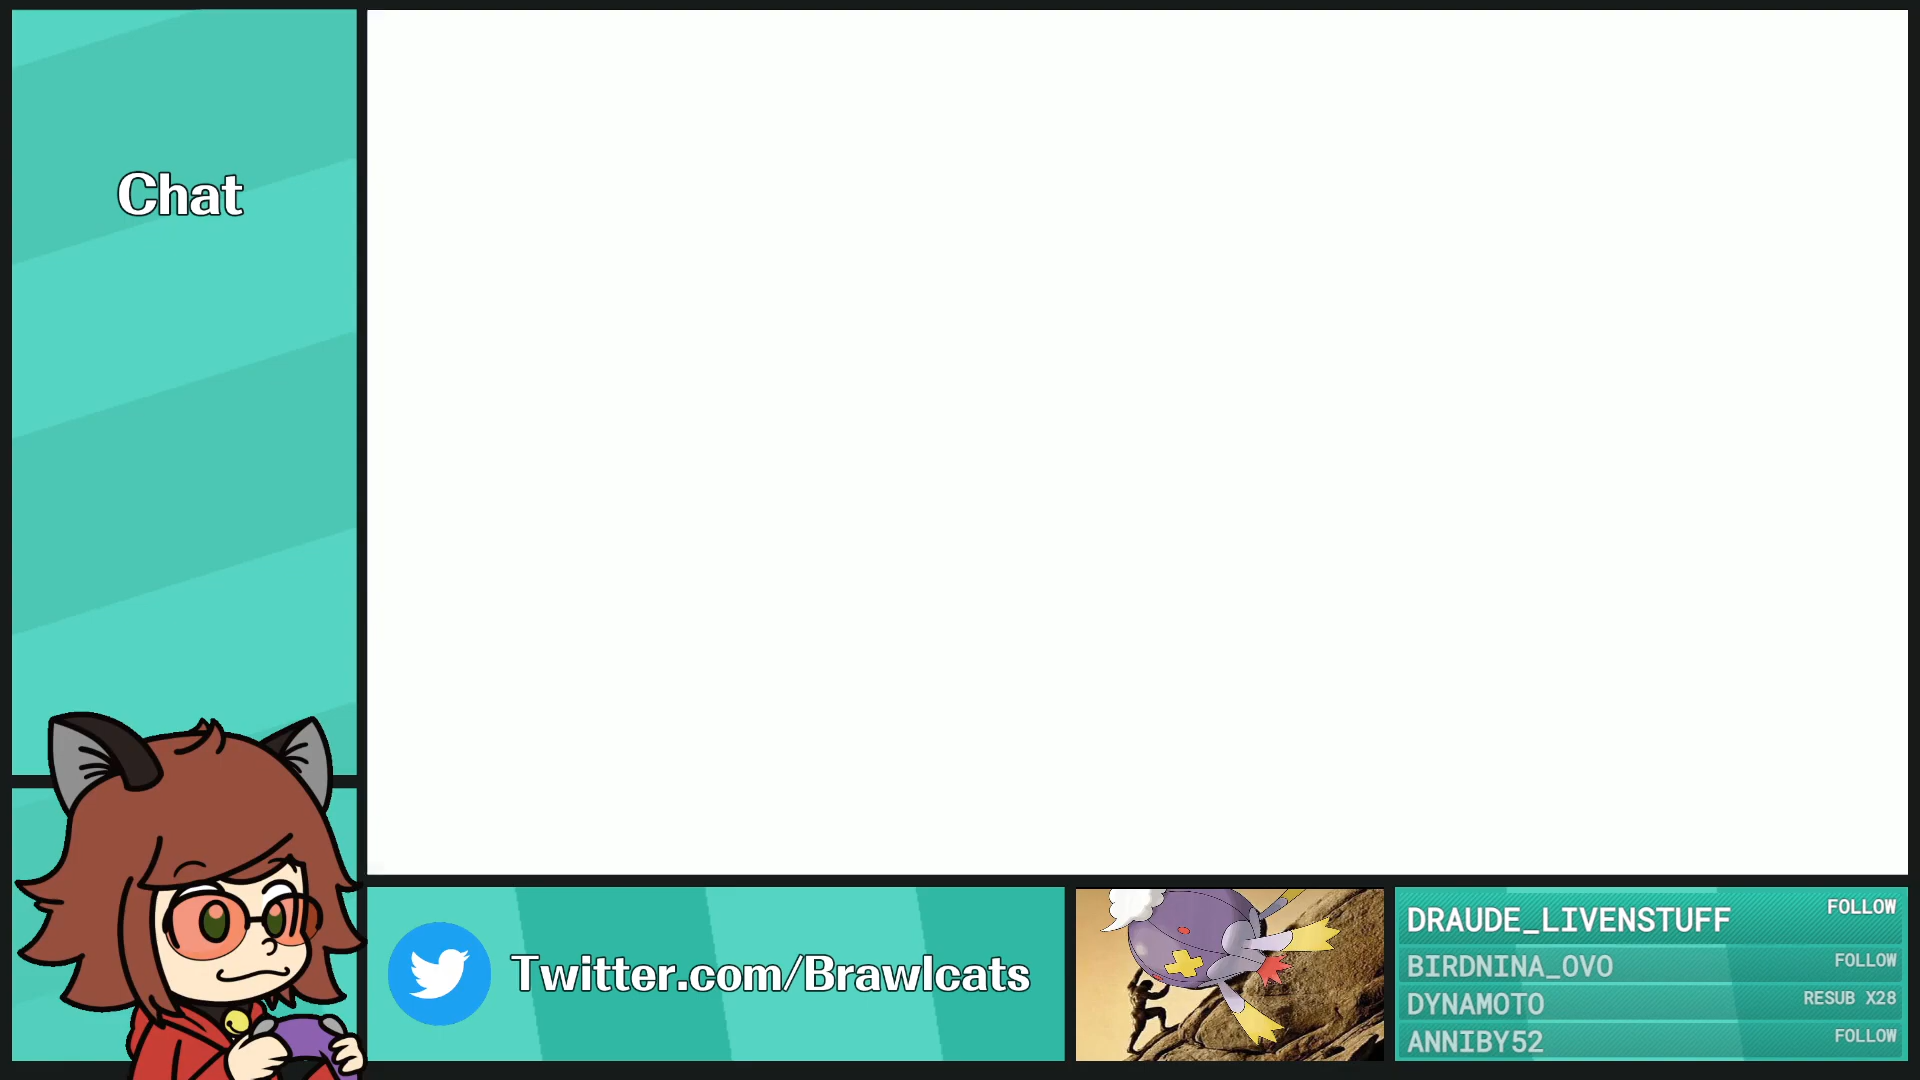 Chat
Twitter.com/Brawlcats
DRAUDE_LIVENSTUFF FOLLOW
BIRDNINA_OVO FOLLOW
DYNAMOTO RESUB X28
ANNIBY52 FOLLOW